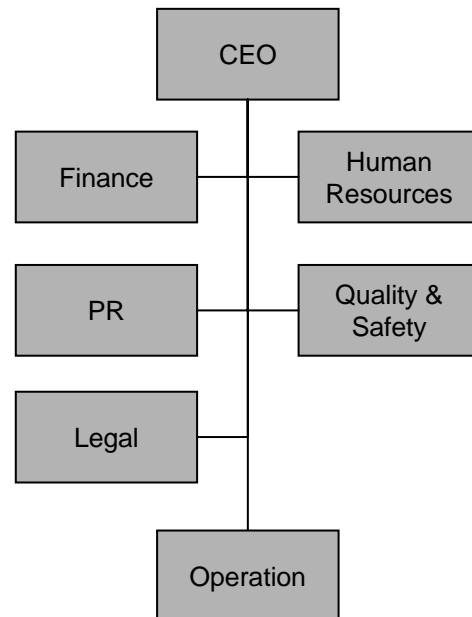 CEO
Finance
Human
Resources
PR
Quality &
Safety
Legal
Operation